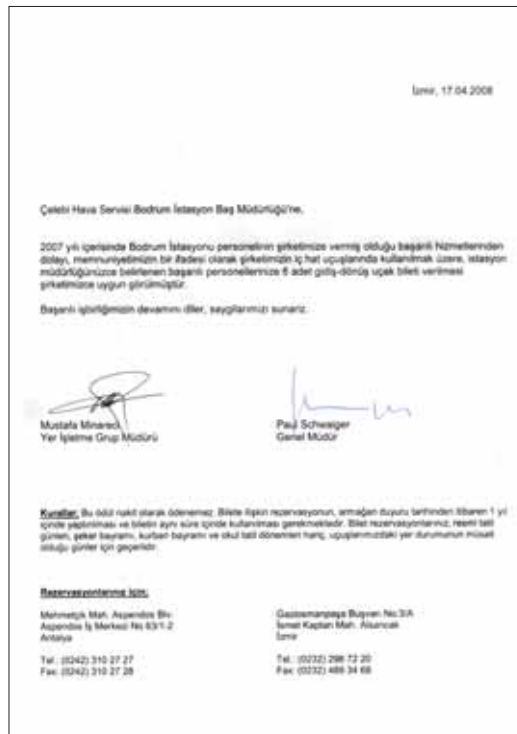 İzmir, 17.04.2008
Çelebi Hava Servisi Bodrum İstasyon Baş Müdürlüğü'ne,
2007 yılı içerisinde Bodrum İstasyonu personelinin şirketimize vermiş olduğu başarılı hizmetlerinden
dolayı, memnuniyetimizin bir ifadesi olarak şirketimizin iç hat uçuşlarında kullanılmak üzere, istasyon
müdürlüğünüzce belirlenen başarılı personellerinize 6 adet gidiş-dönüş uçak bileti verilmesi
şirketimizce uygun görülmüştür.
Başarılı işbirliğimizin devamını diler, saygılarımızı sunarız.
Mustafa Minareci
Yer İşletme Grup Müdürü
Paul Schwaiger
Genel Müdür
Kurallar: Bu ödül nakit olarak ödenemez. Bilete ilişkin rezervasyonun, armağan duyuru tarihinden itibaren 1 yıl
içinde yaptırılması ve biletin aynı süre içinde kullanılması gerekmektedir. Bilet rezervasyonlarınız, resmi tatil
günleri, şeker bayramı, kurban bayramı ve okul tatil dönemleri hariç, uçuşlarımızdaki yer durumunun müsait
olduğu günler için geçerlidir.
Rezervasyonlarınız İçin:
Mehmetçik Mah. Aspendos Blv.
Aspendos İş Merkezi No 63/1-2
Antalya
Tel : (0242) 310 27 27
Fax: (0242) 310 27 28
Gaziosmanpaşa Bulvarı No:3/A
İsmet Kaptan Mah. Alsancak
İzmir
Tel. : (0232) 298 72 20
Fax: (0232) 489 34 68